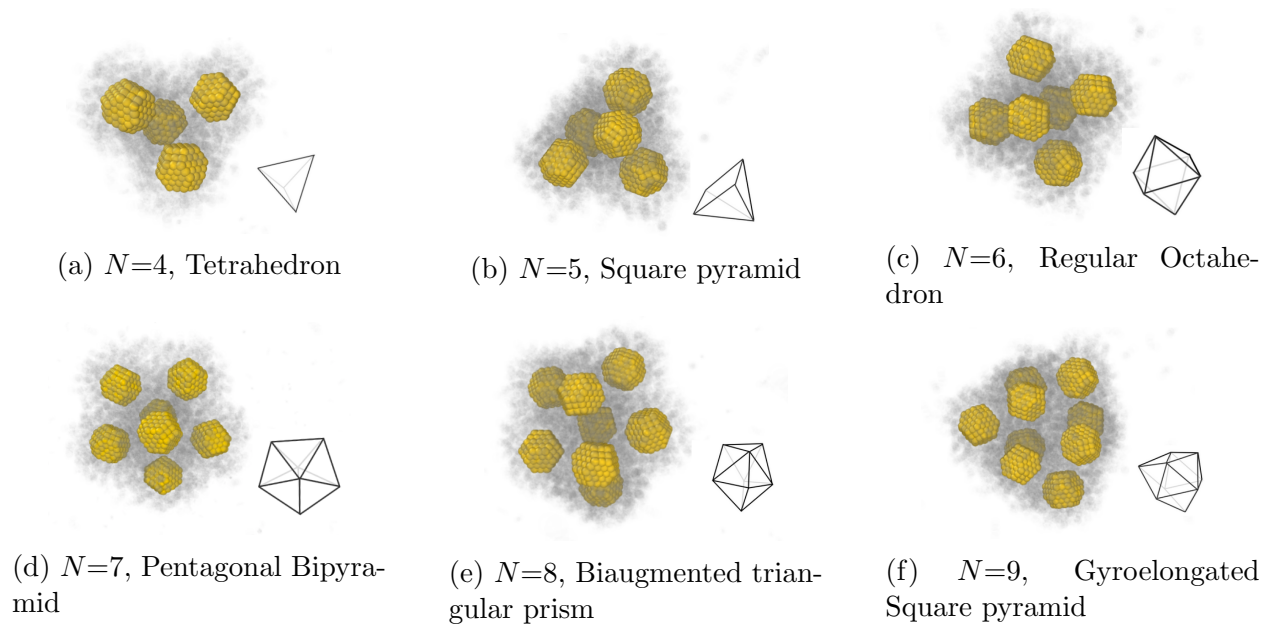 (a) N=4, Tetrahedron
(b) N=5, Square pyramid
(c) N=6, Regular Octahe-
dron
(d) N=7, Pentagonal Bipyra-
mid
(e) N=8, Biaugmented trian-
gular prism
(f) N=9, Gyroelongated
Square pyramid